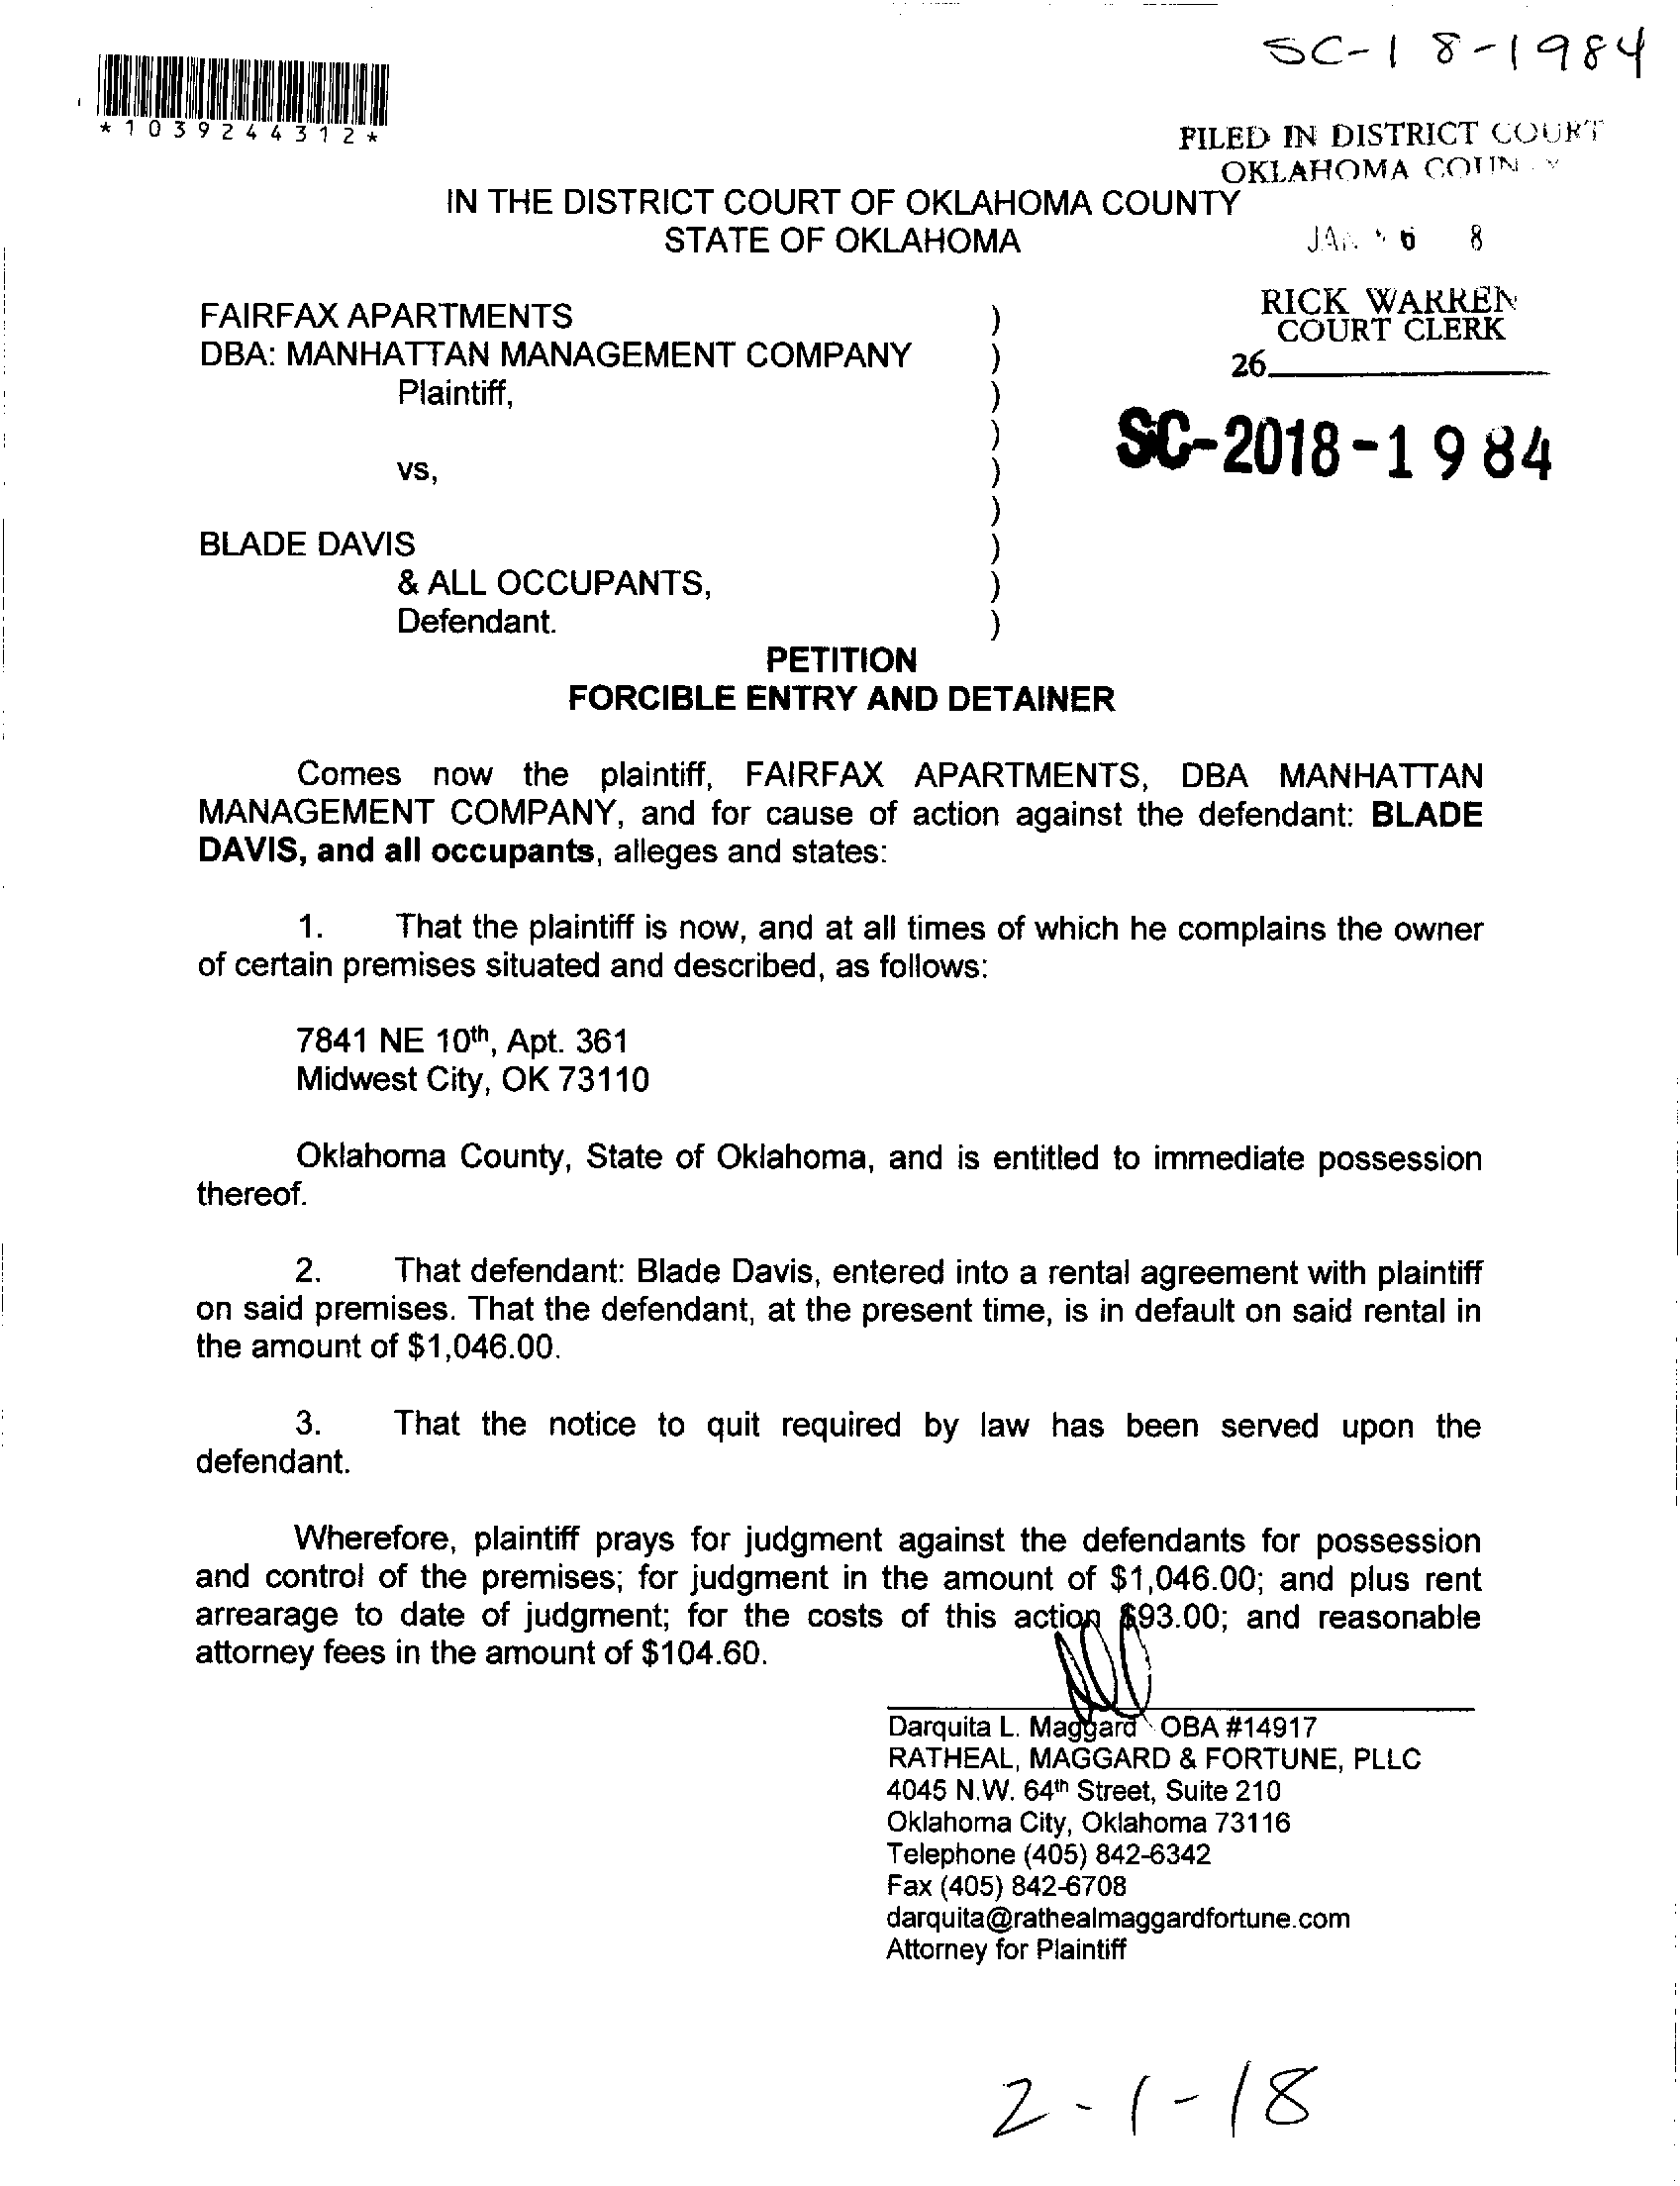 SC-18-1984
*1039244312*
FILED IN DISTRICT COURT
OKLAHOMA
IN THE DISTRICT COURT OF OKLAHOMA COUNTY
STATE OF OKLAHOMA
8
FAIRFAX APARTMENTS )
DBA: MANHATTAN MANAGEMENT COMPANY )
Plaintiff, )
)
vs, )
)
BLADE DAVIS )
& ALL OCCUPANTS, )
Defendant. )
RICK WARREN
COURT CLERK
26
SC-2018-1984
PETITION
FORCIBLE ENTRY AND DETAINER
Comes now the plaintiff, FAIRFAX APARTMENTS, DBA MANHATTAN
MANAGEMENT COMPANY, and for cause of action against the defendant: BLADE
DAVIS, and all occupants, alleges and states:
1. That the plaintiff is now, and at all times of which he complains the owner
of certain premises situated and described, as follows:
7841 NE 10th, Apt. 361
Midwest City, OK 73110
Oklahoma County, State of Oklahoma, and is entitled to immediate possession
thereof.
2. That defendant: Blade Davis, entered into a rental agreement with plaintiff
on said premises. That the defendant, at the present time, is in default on said rental in
the amount of $1,046.00.
3. That the notice to quit required by law has been served upon the
defendant.
Wherefore, plaintiff prays for judgment against the defendants for possession
and control of the premises; for judgment in the amount of $1,046.00; and plus rent
arrearage to date of judgment; for the costs of this action $93.00; and reasonable
attorney fees in the amount of $104.60.
Darquita L. Maggard OBA #14917
RATHEAL, MAGGARD & FORTUNE, PLLC
4045 N.W. 64th Street, Suite 210
Oklahoma City, Oklahoma 73116
Telephone (405) 842-6342
Fax (405) 842-6708
darquita@rathealmaggardfortune.com
Attorney for Plaintiff
2-1-18